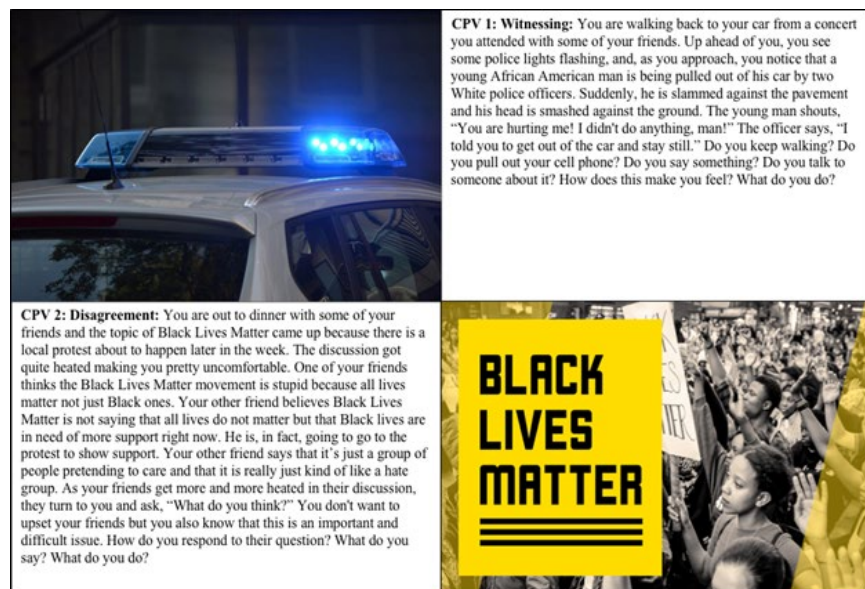 CPV 1: Witnessing: You are walking back to your car from a concert
you attended with some of your friends. Up ahead of you, you see
some police lights flashing, and, as you approach, you notice that a
young African American man is being pulled out of his car by two
White police officers. Suddenly, he is slammed against the pavement
and his head is smashed against the ground. The young man shouts,
“You are hurting me! I didn't do anything, man!” The officer says, “I
told you to get out of the car and stay still.” Do you keep walking? Do
you pull out your cell phone? Do you say something? Do you talk to
someone about it? How does this make you feel? What do you do?
CPV 2: Disagreement: You are out to dinner with some of your
friends and the topic of Black Lives Matter came up because there is a
local protest about to happen later in the week. The discussion got
quite heated making you pretty uncomfortable. One of your friends
thinks the Black Lives Matter movement is stupid because all lives
matter not just Black ones. Your other friend believes Black Lives
Matter is not saying that all lives do not matter but that Black lives are
in need of more support right now. He is, in fact, going to go to the
protest to show support. Your other friend says that it’s just a group of
people pretending to care and that it is really just kind of like a hate
group. As your friends get more and more heated in their discussion,
they turn to you and ask, “What do you think?” You don't want to
upset your friends but you also know that this is an important and
difficult issue. How do you respond to their question? What do you
say? What do you do?
BLACK
LIVES
MATTER